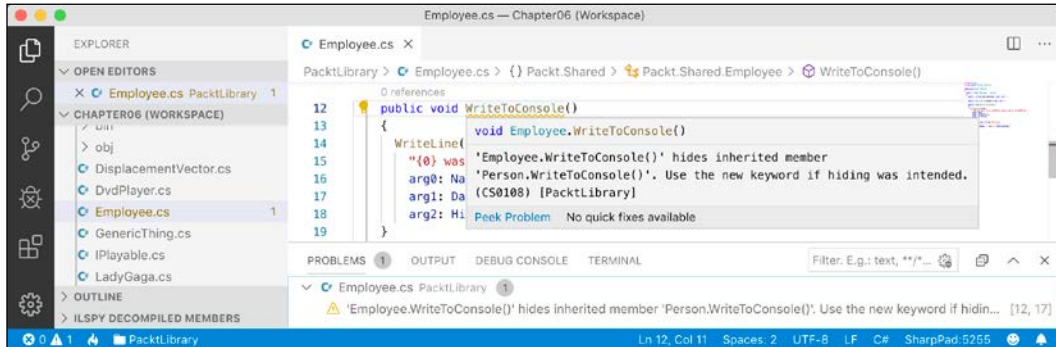 Employee.cs — Chapter06 (Workspace)
EXPLORER
OPEN EDITORS
Employee.cs PacktLibrary 1
CHAPTER06 (WORKSPACE)
bin
obj
DisplacementVector.cs
DvdPlayer.cs
Employee.cs 1
GenericThing.cs
IPlayable.cs
LadyGaga.cs
OUTLINE
ILSPY DECOMPILED MEMBERS
Employee.cs
PacktLibrary > Employee.cs > {} Packt.Shared > Packt.Shared.Employee > WriteToConsole()
0 references
12 public void WriteToConsole()
13 {
14 WriteLine(
15 "{0} was
16 arg0: Na
17 arg1: Da
18 arg2: Hi
19 }
void Employee.WriteToConsole()
'Employee.WriteToConsole()' hides inherited member
'Person.WriteToConsole()'. Use the new keyword if hiding was intended.
(CS0108) [PacktLibrary]
Peek Problem No quick fixes available
PROBLEMS 1 OUTPUT DEBUG CONSOLE TERMINAL Filter. E.g.: text, **/*...
Employee.cs PacktLibrary 1
'Employee.WriteToConsole()' hides inherited member 'Person.WriteToConsole()'. Use the new keyword if hidin... [12, 17]
0 1 PacktLibrary Ln 12, Col 11 Spaces: 2 UTF-8 LF C# SharpPad:5255